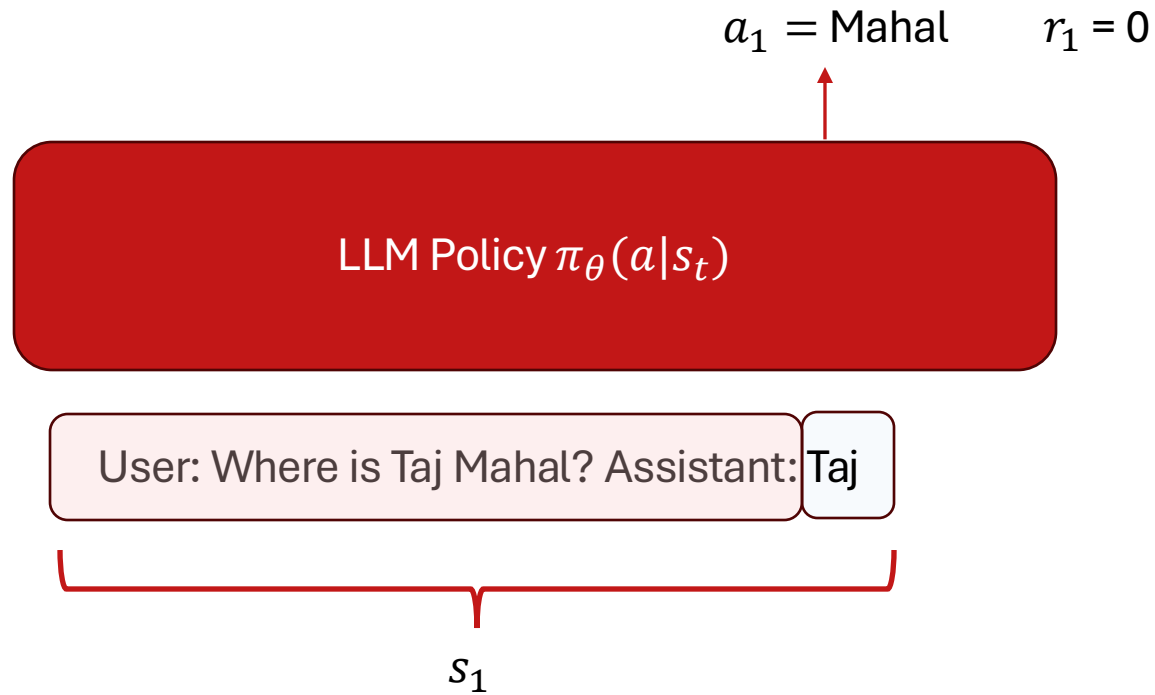 a₁ = Mahal r₁ = 0
LLM Policy π_θ(a|s_t)
User: Where is Taj Mahal? Assistant: Taj
s₁